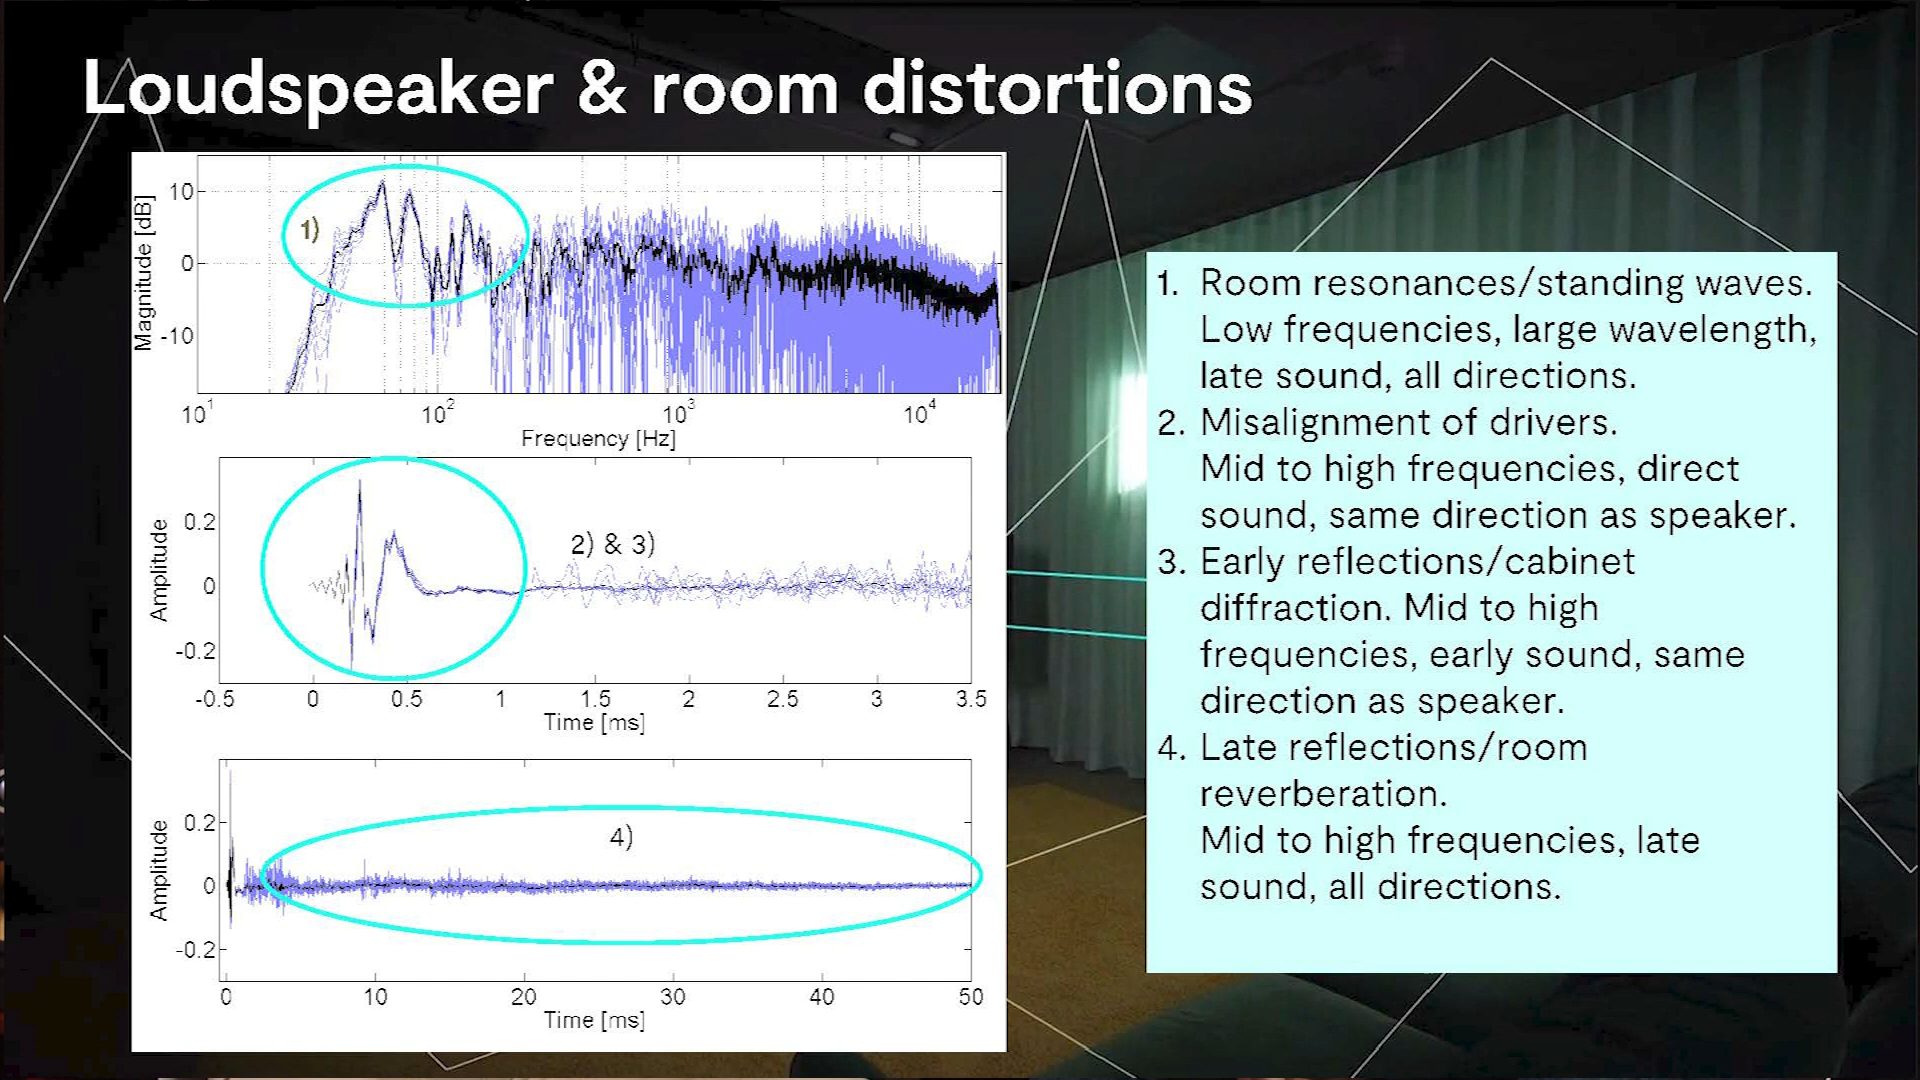 Loudspeaker & room distortions
10
0
-10
Magnitude [dB]
1)
10^1
10^2
10^3
10^4
Frequency [Hz]
0.2
0
-0.2
Amplitude
2) & 3)
-0.5
0
0.5
1
1.5
2
2.5
3
3.5
Time [ms]
0.2
0
-0.2
Amplitude
4)
0
10
20
30
40
50
Time [ms]
1. Room resonances/standing waves.
Low frequencies, large wavelength,
late sound, all directions.
2. Misalignment of drivers.
Mid to high frequencies, direct
sound, same direction as speaker.
3. Early reflections/cabinet
diffraction. Mid to high
frequencies, early sound, same
direction as speaker.
4. Late reflections/room
reverberation.
Mid to high frequencies, late
sound, all directions.